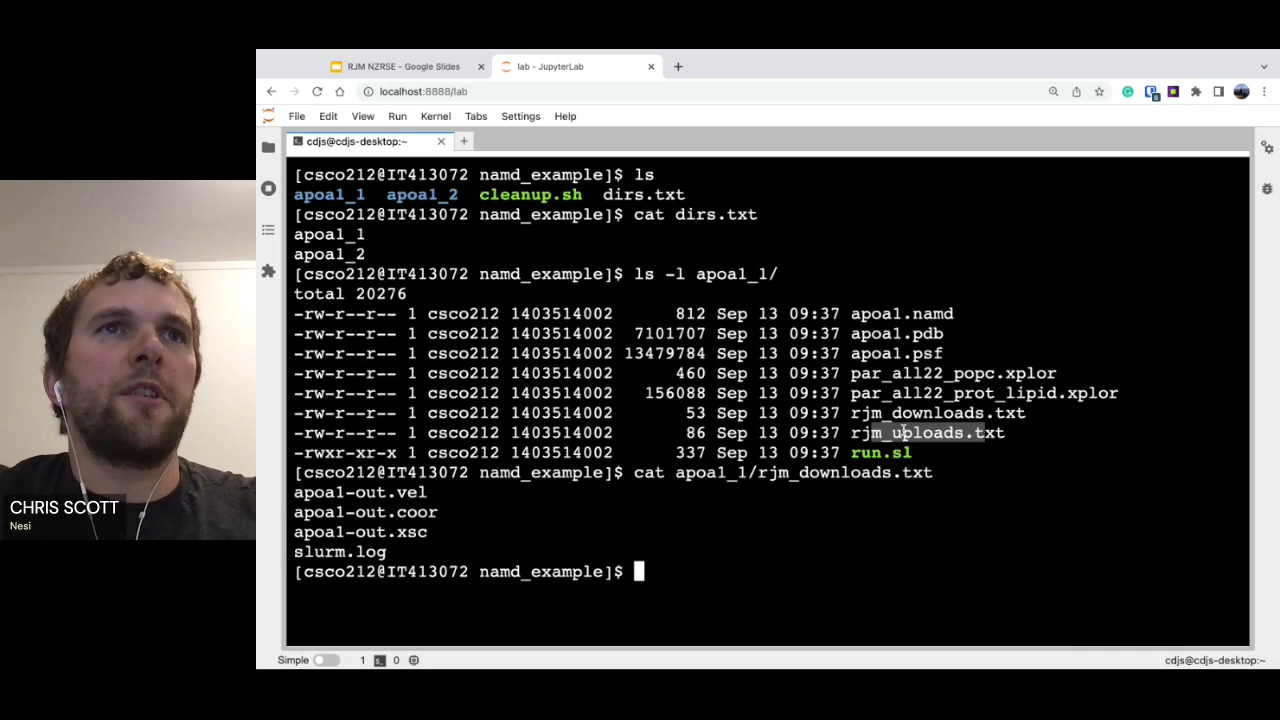 RJM NZRSE - Google Slides
lab - JupyterLab
localhost:8888/lab
File Edit View Run Kernel Tabs Settings Help
cdjs@cdjs-desktop:~
[csco212@IT413072 namd_example]$ ls
apoa1_1 apoa1_2 cleanup.sh dirs.txt
[csco212@IT413072 namd_example]$ cat dirs.txt
apoa1_1
apoa1_2
[csco212@IT413072 namd_example]$ ls -l apoa1_1/
total 20276
-rw-r--r-- 1 csco212 1403514002 812 Sep 13 09:37 apoa1.namd
-rw-r--r-- 1 csco212 1403514002 7101707 Sep 13 09:37 apoa1.pdb
-rw-r--r-- 1 csco212 1403514002 13479784 Sep 13 09:37 apoa1.psf
-rw-r--r-- 1 csco212 1403514002 460 Sep 13 09:37 par_all22_popc.xplor
-rw-r--r-- 1 csco212 1403514002 156088 Sep 13 09:37 par_all22_prot_lipid.xplor
-rw-r--r-- 1 csco212 1403514002 53 Sep 13 09:37 rjm_downloads.txt
-rw-r--r-- 1 csco212 1403514002 86 Sep 13 09:37 rjm_uploads.txt
-rwxr-xr-x 1 csco212 1403514002 337 Sep 13 09:37 run.sl
[csco212@IT413072 namd_example]$ cat apoa1_1/rjm_downloads.txt
apoa1-out.vel
apoa1-out.coor
apoa1-out.xsc
slurm.log
[csco212@IT413072 namd_example]$
CHRIS SCOTT
Nesi
Simple 1 0 cdjs@cdjs-desktop:~